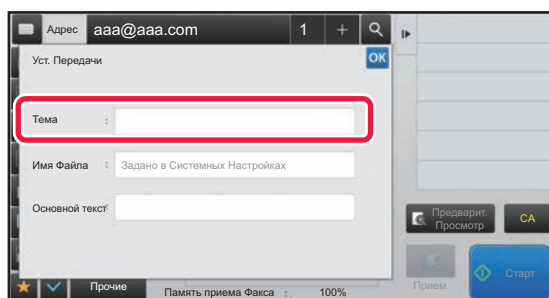 Адрес aaa@aaa.com 1 +
Уст. Передачи OK
Тема :
Имя Файла : Задано в Системных Настройках
Основной текст:
Предварит.
Просмотр
CA
Прочие
Память приема Факса : 100%
Прием
Старт